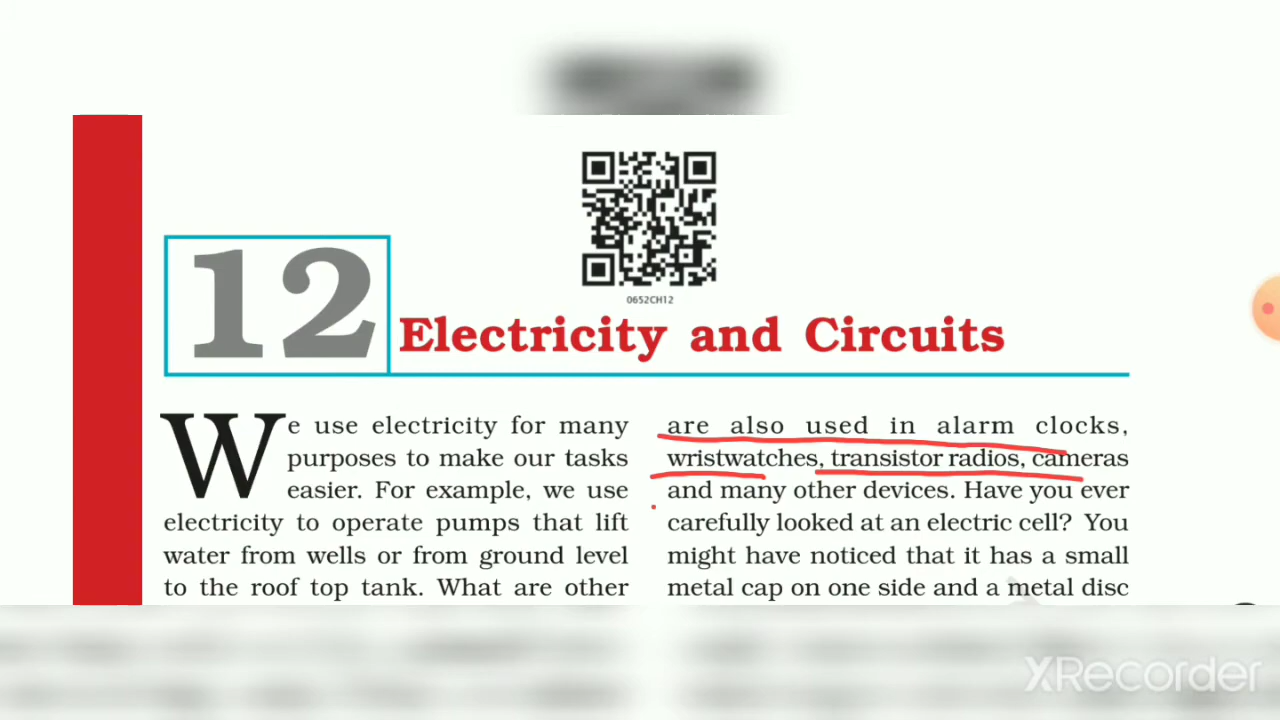 0652CH12
12
Electricity and Circuits
We use electricity for many
purposes to make our tasks
easier. For example, we use
electricity to operate pumps that lift
water from wells or from ground level
to the roof top tank. What are other
are also used in alarm clocks,
wristwatches, transistor radios, cameras
and many other devices. Have you ever
carefully looked at an electric cell? You
might have noticed that it has a small
metal cap on one side and a metal disc
XRecorder